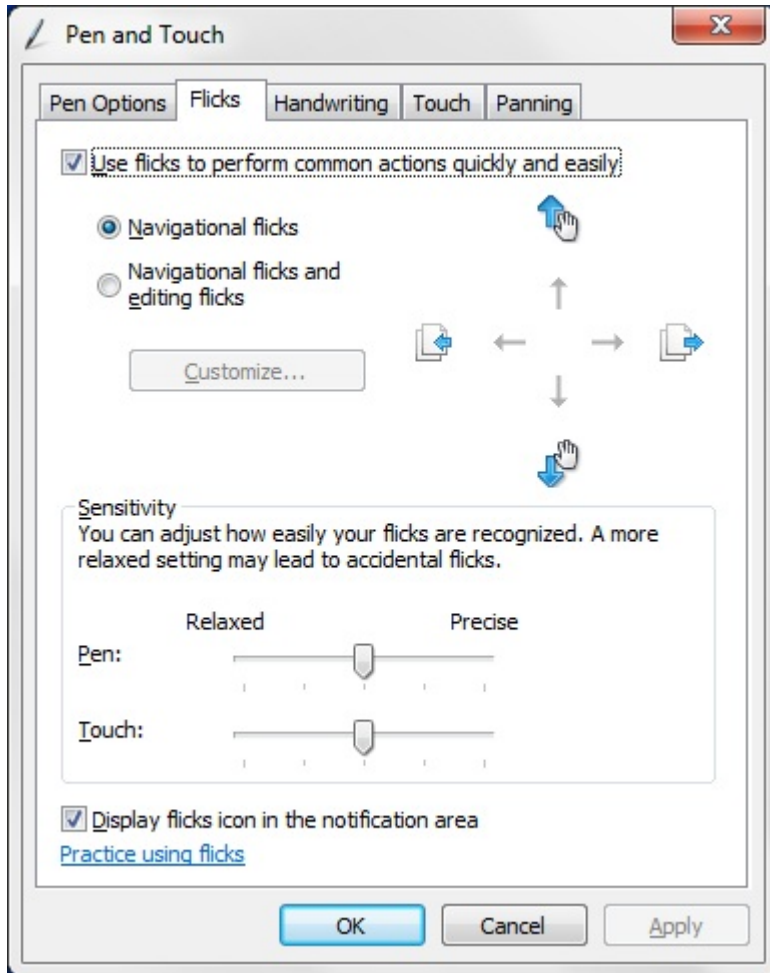 Pen and Touch
Pen Options Flicks Handwriting Touch Panning
Use flicks to perform common actions quickly and easily
Navigational flicks
Navigational flicks and
editing flicks
Customize...
Sensitivity
You can adjust how easily your flicks are recognized. A more
relaxed setting may lead to accidental flicks.
Relaxed Precise
Pen:
Touch:
Display flicks icon in the notification area
Practice using flicks
OK Cancel Apply